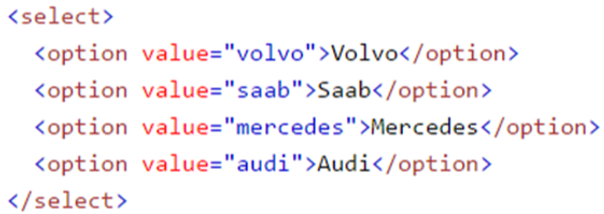 <select>
  <option value="volvo">Volvo</option>
  <option value="saab">Saab</option>
  <option value="mercedes">Mercedes</option>
  <option value="audi">Audi</option>
</select>